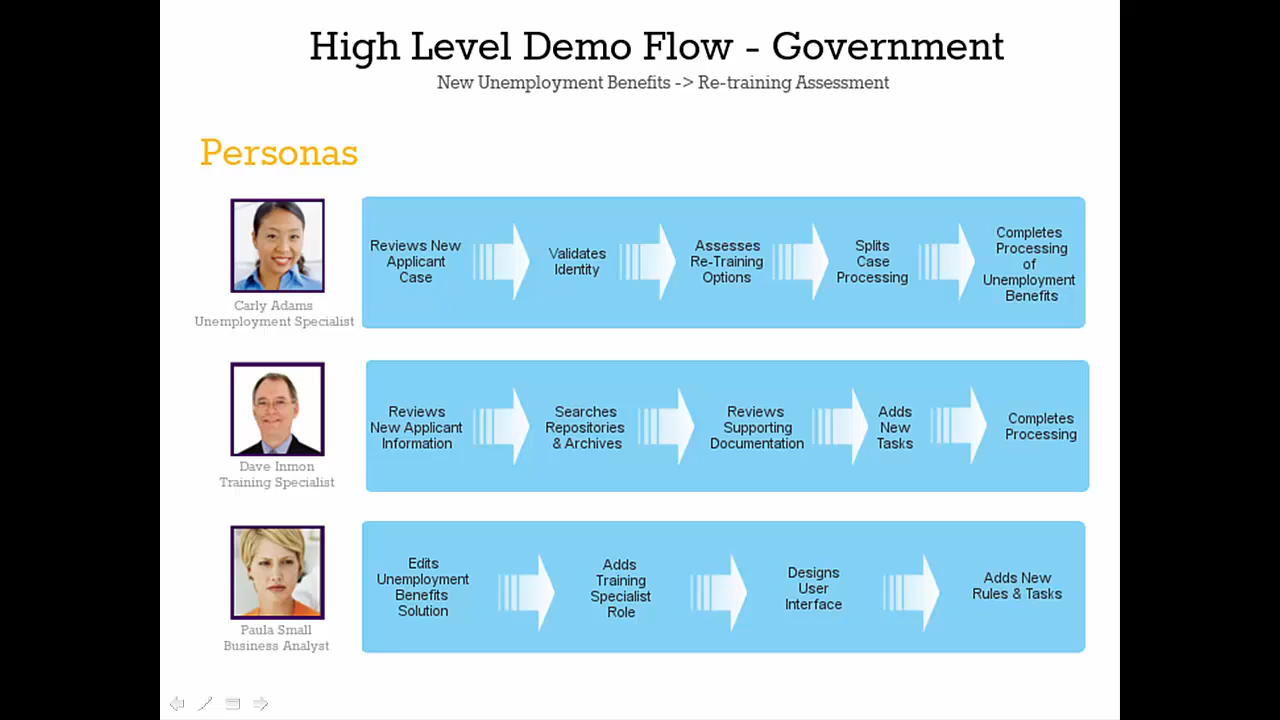 High Level Demo Flow - Government
New Unemployment Benefits -> Re-training Assessment
Personas
Carly Adams
Unemployment Specialist
Reviews New
Applicant
Case
Validates
Identity
Assesses
Re-Training
Options
Splits
Case
Processing
Completes
Processing
of
Unemployment
Benefits
Dave Inmon
Training Specialist
Reviews
New Applicant
Information
Searches
Repositories
& Archives
Reviews
Supporting
Documentation
Adds
New
Tasks
Completes
Processing
Paula Small
Business Analyst
Edits
Unemployment
Benefits
Solution
Adds
Training
Specialist
Role
Designs
User
Interface
Adds New
Rules & Tasks